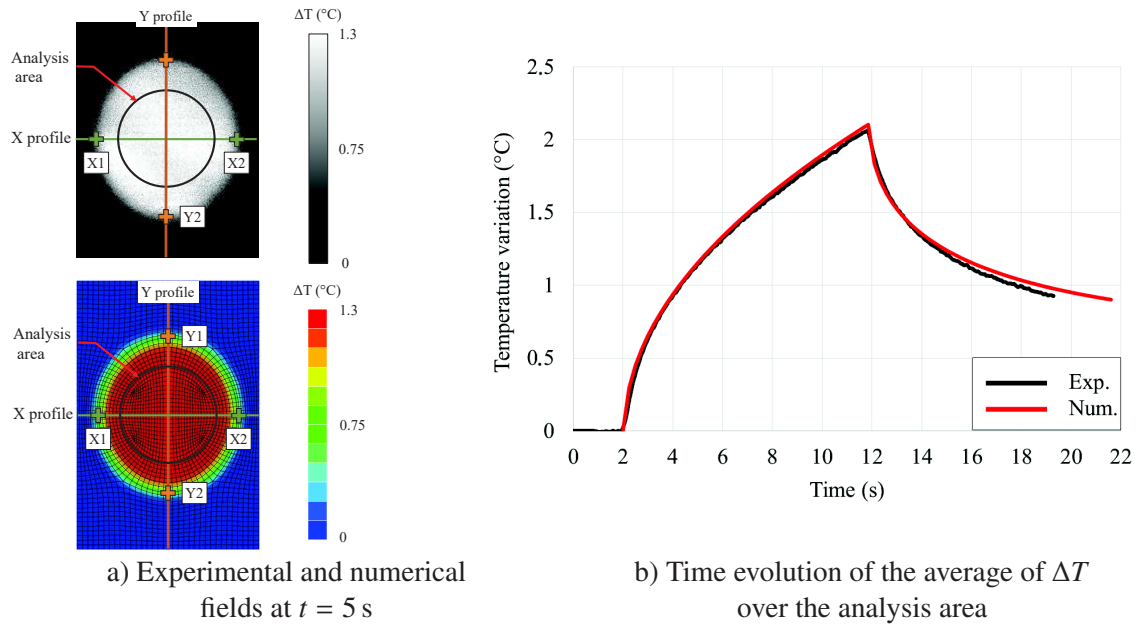 Y profile
ΔT (°C)
1.3
0.75
0
Analysis
area
X profile
X1
X2
Y2
Y profile
ΔT (°C)
1.3
0.75
0
Analysis
area
X profile
Y1
X1
X2
Y2
a) Experimental and numerical
fields at t = 5 s
Temperature variation (°C)
2.5
2
1.5
1
0.5
0
0 2 4 6 8 10 12 14 16 18 20 22
Time (s)
Exp.
Num.
b) Time evolution of the average of ΔT
over the analysis area